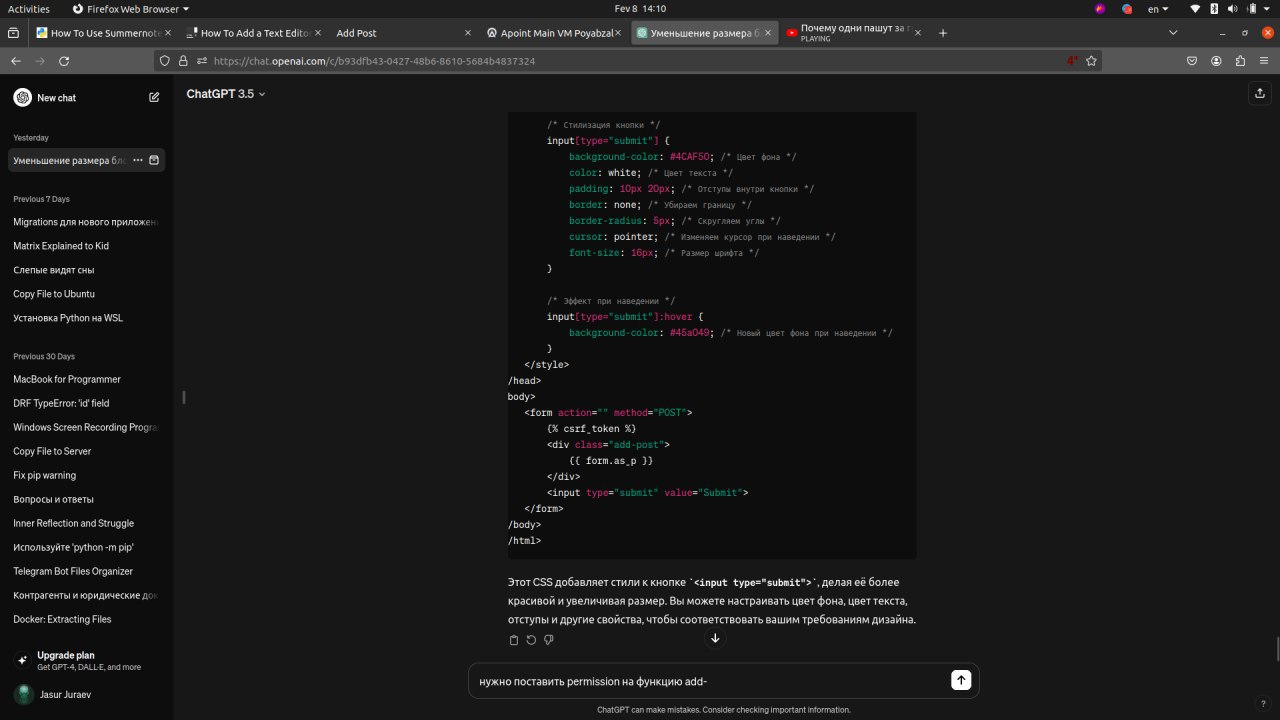 Activities
Firefox Web Browser
Fev 8 14:10
en
How To Use Summernote
How To Add a Text Editor
Add Post
Apoint Main VM Poyabzal
Уменьшение размера б
Почему одни пашут за г
PLAYING
https://chat.openai.com/c/b93dfb43-0427-48b6-8610-5684b4837324
4"
New chat
ChatGPT 3.5
Yesterday
Уменьшение размера бло
Previous 7 Days
Migrations для нового приложен
Matrix Explained to Kid
Слепые видят сны
Copy File to Ubuntu
Установка Python на WSL
Previous 30 Days
MacBook for Programmer
DRF TypeError: 'id' field
Windows Screen Recording Progra
Copy File to Server
Fix pip warning
Вопросы и ответы
Inner Reflection and Struggle
Используйте 'python -m pip'
Telegram Bot Files Organizer
Контрагенты и юридические док
Docker: Extracting Files
Upgrade plan
Get GPT-4, DALL·E, and more
Jasur Juraev
/* Стилизация кнопки */
input[type="submit"] {
background-color: #4CAF50; /* Цвет фона */
color: white; /* Цвет текста */
padding: 10px 20px; /* Отступы внутри кнопки */
border: none; /* Убираем границу */
border-radius: 5px; /* Скругляем углы */
cursor: pointer; /* Изменяем курсор при наведении */
font-size: 16px; /* Размер шрифта */
}
/* Эффект при наведении */
input[type="submit"]:hover {
background-color: #45a049; /* Новый цвет фона при наведении */
}
</style>
/head>
body>
<form action="" method="POST">
{% csrf_token %}
<div class="add-post">
{{ form.as_p }}
</div>
<input type="submit" value="Submit">
</form>
/body>
/html>
Этот CSS добавляет стили к кнопке `<input type="submit">`, делая её более
красивой и увеличивая размер. Вы можете настраивать цвет фона, цвет текста,
отступы и другие свойства, чтобы соответствовать вашим требованиям дизайна.
нужно поставить permission на функцию add-
ChatGPT can make mistakes. Consider checking important information.
?